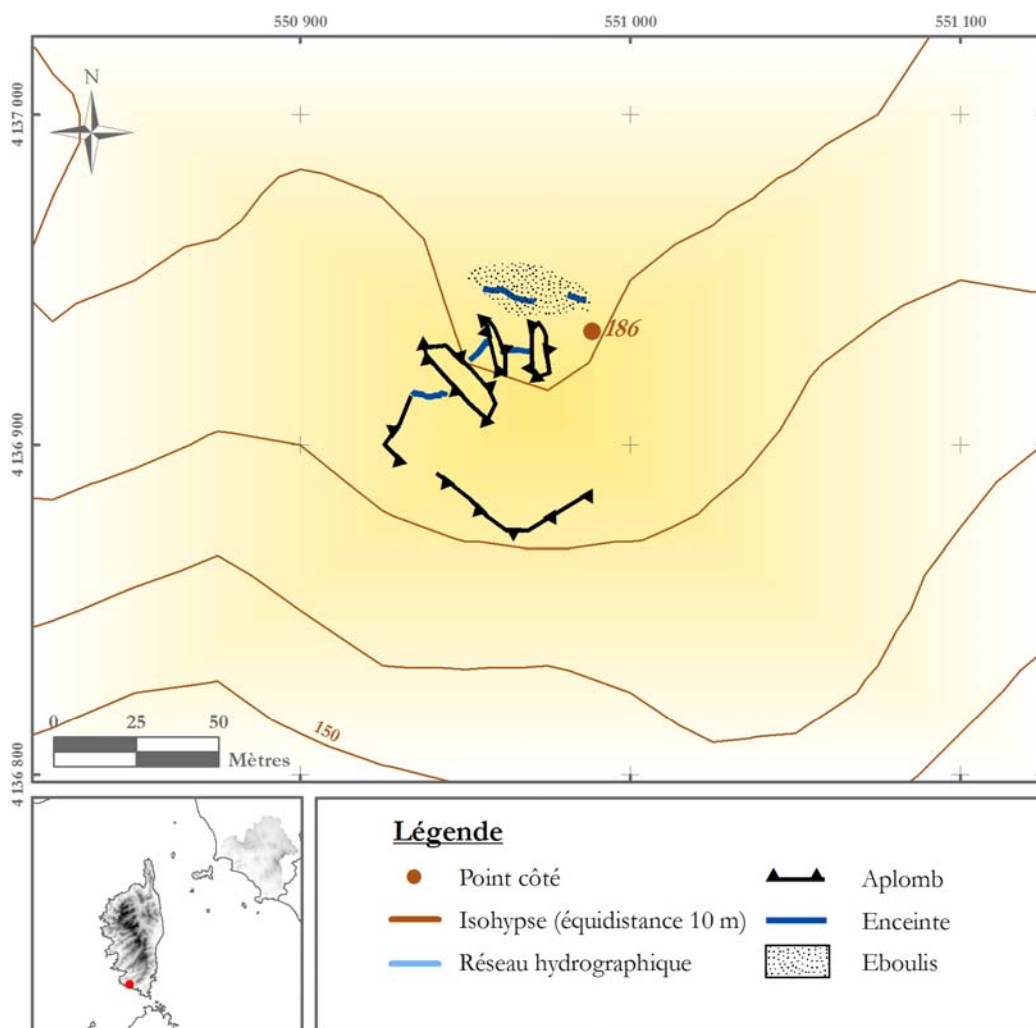 550 900
551 000
551 100
N
4 137 000
186
4 136 900
150
0
25
50
Mètres
4 136 800
Légende
Point côté
Isohypse (équidistance 10 m)
Réseau hydrographique
Aplomb
Enceinte
Eboulis